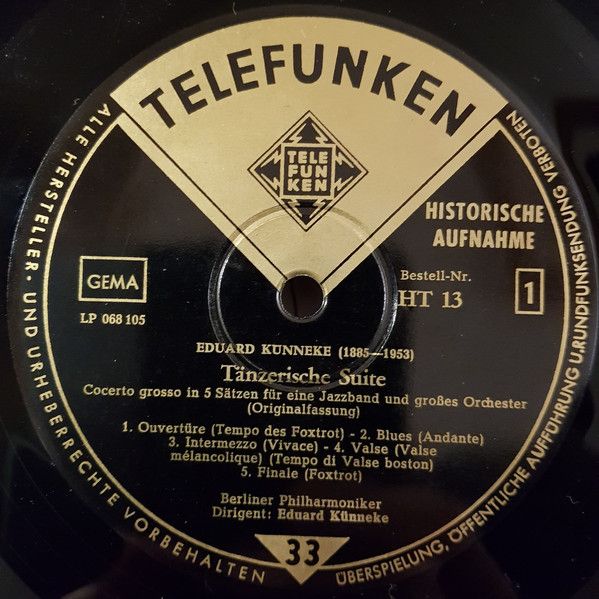 TELEFUNKEN
TELE
FUN
KEN
HISTORISCHE
AUFNAHME
GEMA
LP 068 105
Bestell-Nr.
HT 13
1
EDUARD KÜNNEKE (1885—1953)
Tänzerische Suite
Cocerto grosso in 5 Sätzen für eine Jazzband und großes Orchester
(Originalfassung)
1. Ouvertüre (Tempo des Foxtrot) - 2. Blues (Andante)
3. Intermezzo (Vivace) - 4. Valse (Valse
mélancolique) (Tempo di Valse boston)
5. Finale (Foxtrot)
Berliner Philharmoniker
Dirigent: Eduard Künneke
33
ALLE HERSTELLER- UND URHEBERRECHTE VORBEHALTEN
ÜBERSPIELUNG, ÖFFENTLICHE AUFFÜHRUNG U. RUNDFUNKSENDUNG VERBOTEN